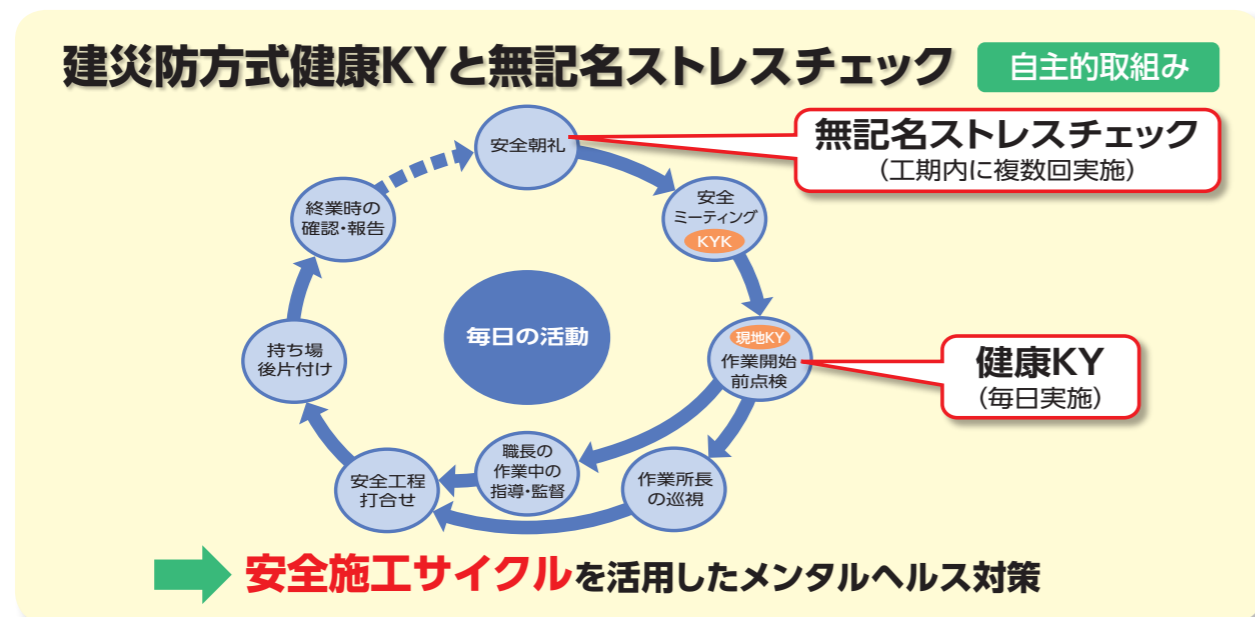 建災防方式健康KYと無記名ストレスチェック
自主的取組み
安全朝礼
無記名ストレスチェック
（工期内に複数回実施）
安全
ミーティング
KYK
現地KY
作業開始
前点検
健康KY
（毎日実施）
作業所長
の巡視
職長の
作業中の
指導・監督
安全工程
打合せ
持ち場
後片付け
終業時の
確認・報告
毎日の活動
安全施工サイクルを活用したメンタルヘルス対策